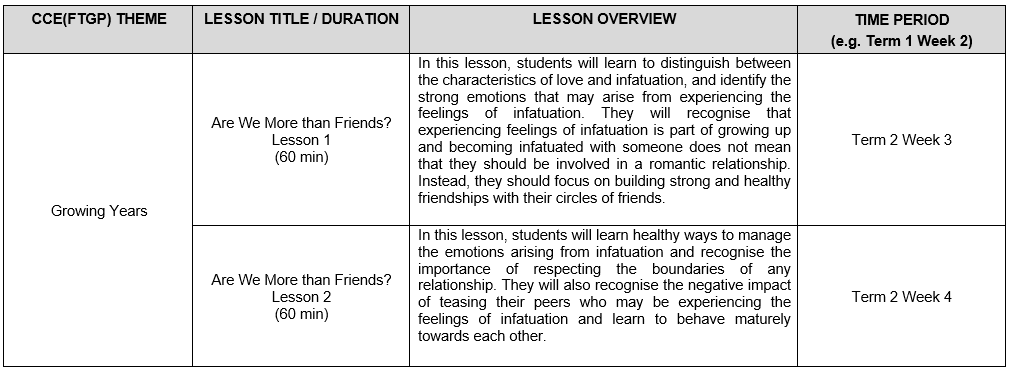 CCE(FTGP) THEME
LESSON TITLE / DURATION
LESSON OVERVIEW
TIME PERIOD
(e.g. Term 1 Week 2)
Growing Years
Are We More than Friends?
Lesson 1
(60 min)
In this lesson, students will learn to distinguish between
the characteristics of love and infatuation, and identify the
strong emotions that may arise from experiencing the
feelings of infatuation. They will recognise that
experiencing feelings of infatuation is part of growing up
and becoming infatuated with someone does not mean
that they should be involved in a romantic relationship.
Instead, they should focus on building strong and healthy
friendships with their circles of friends.
Term 2 Week 3
Are We More than Friends?
Lesson 2
(60 min)
In this lesson, students will learn healthy ways to manage
the emotions arising from infatuation and recognise the
importance of respecting the boundaries of any
relationship. They will also recognise the negative impact
of teasing their peers who may be experiencing the
feelings of infatuation and learn to behave maturely
towards each other.
Term 2 Week 4